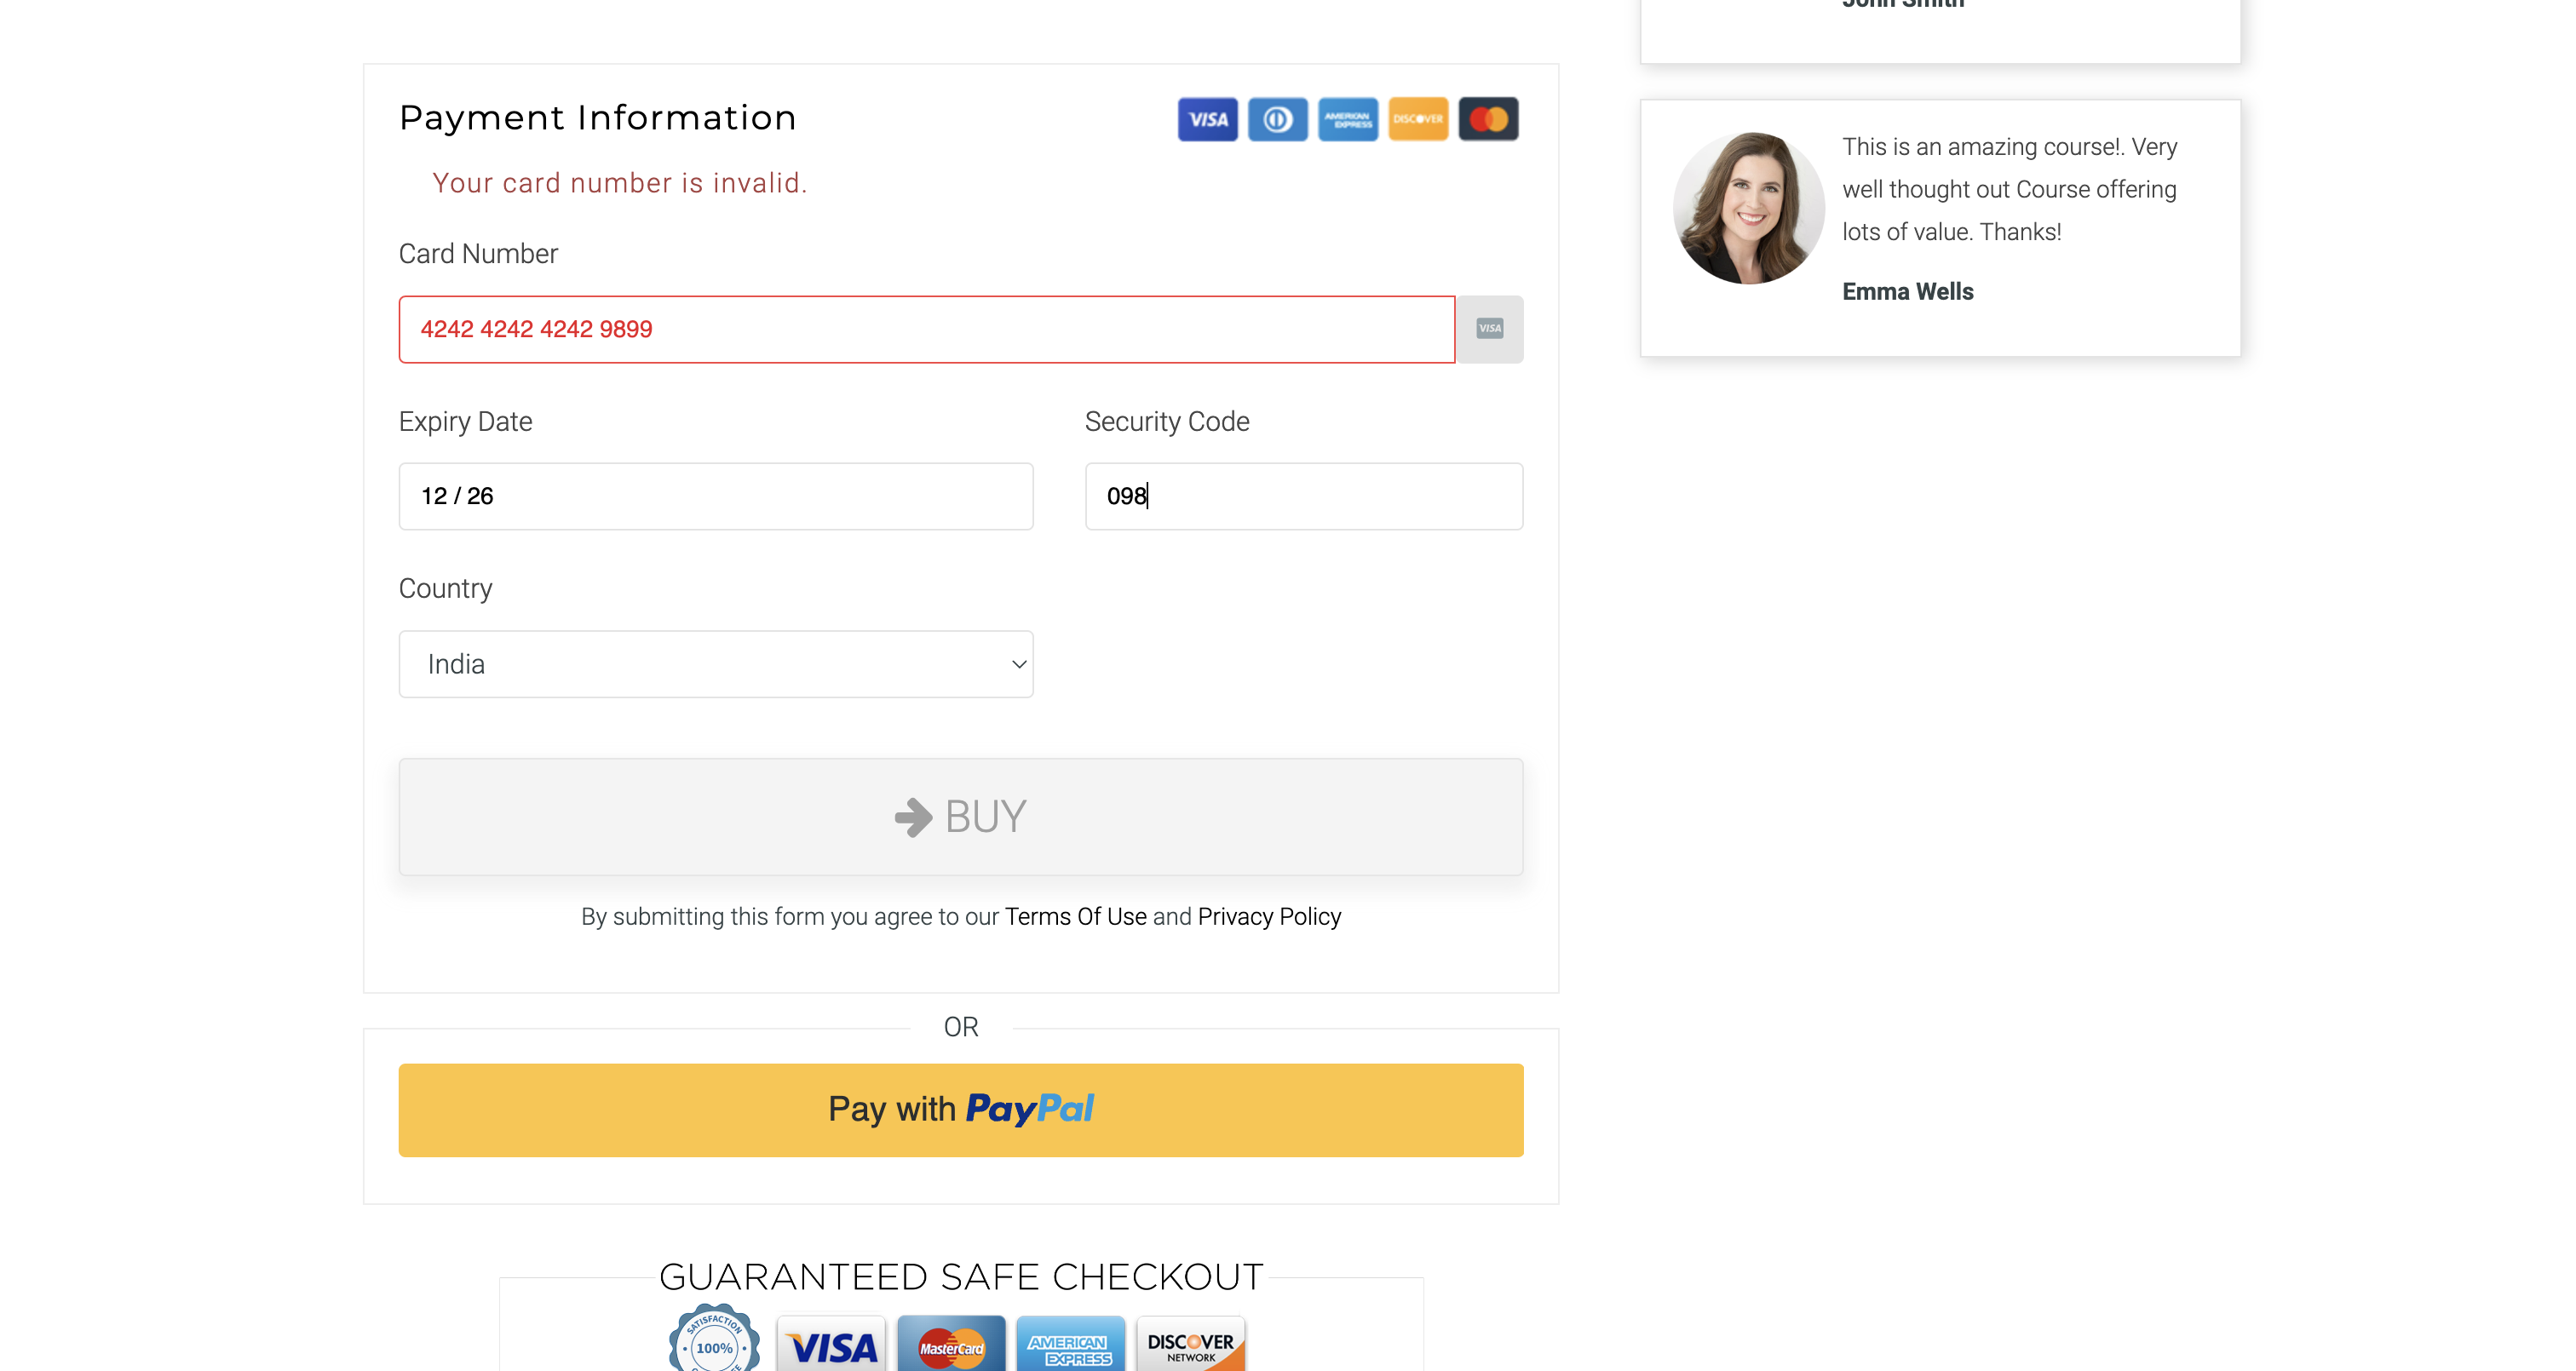 John Smith
Payment Information
VISA
AMERICAN
EXPRESS
DISCOVER
Your card number is invalid.
Card Number
4242 4242 4242 9899
VISA
Expiry Date
Security Code
12 / 26
098
Country
India
BUY
By submitting this form you agree to our Terms Of Use and Privacy Policy
OR
Pay with PayPal
This is an amazing course!. Very
well thought out Course offering
lots of value. Thanks!
Emma Wells
GUARANTEED SAFE CHECKOUT
SATISFACTION
100%
VISA
MasterCard
AMERICAN
EXPRESS
DISCOVER
NETWORK